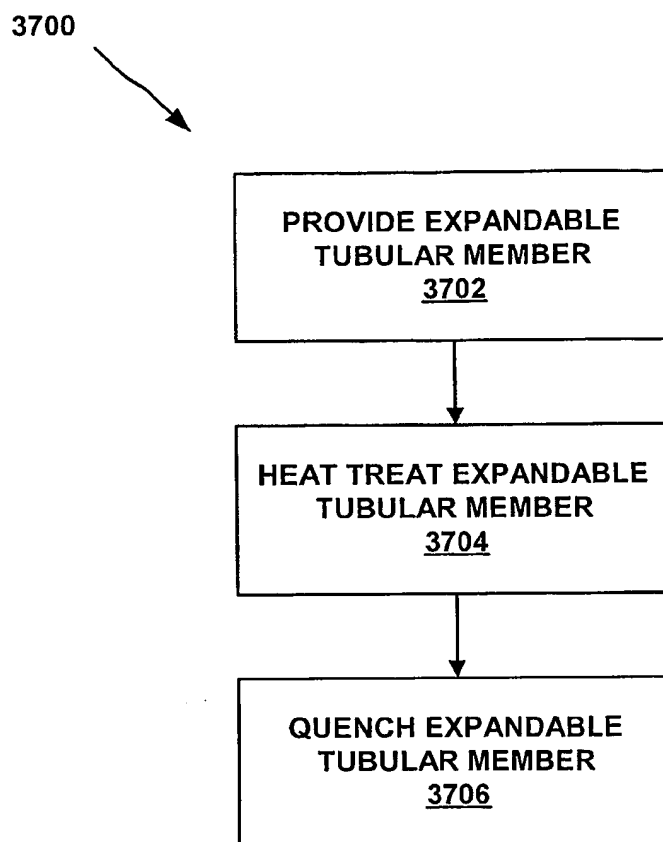 3700
PROVIDE EXPANDABLE
TUBULAR MEMBER
3702
HEAT TREAT EXPANDABLE
TUBULAR MEMBER
3704
QUENCH EXPANDABLE
TUBULAR MEMBER
3706